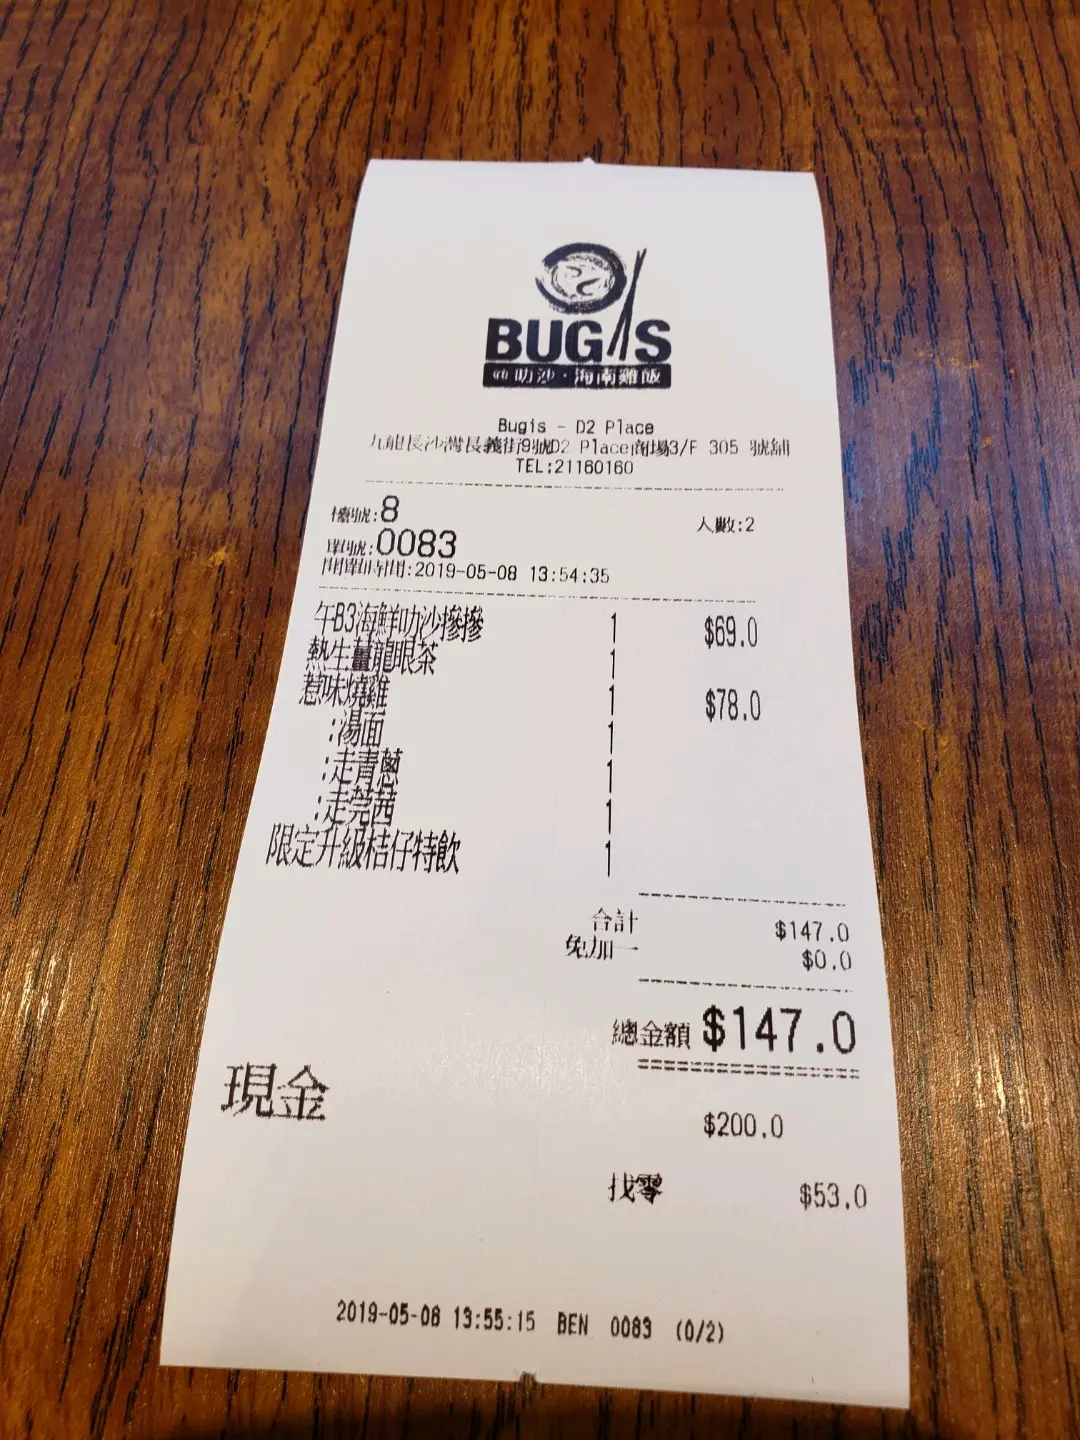 BUGIS
叻沙・海南雞飯
Bugis - D2 Place
九龍長沙灣長義街9號D2 Place商場3/F 305 號舖
TEL:21160160
檯號:8 人數:2
單號:0083
開單時間:2019-05-08 13:54:35
午B3海鮮叻沙摻摻 1 $69.0
熱生薑龍眼茶 1
惹味燒雞 1 $78.0
:湯面 1
:走青蔥 1
:走芫茜 1
限定升級桔仔特飲 1
合計 $147.0
免加一 $0.0
總金額 $147.0
現金 $200.0
找零 $53.0
2019-05-08 13:55:15 BEN 0083 (0/2)